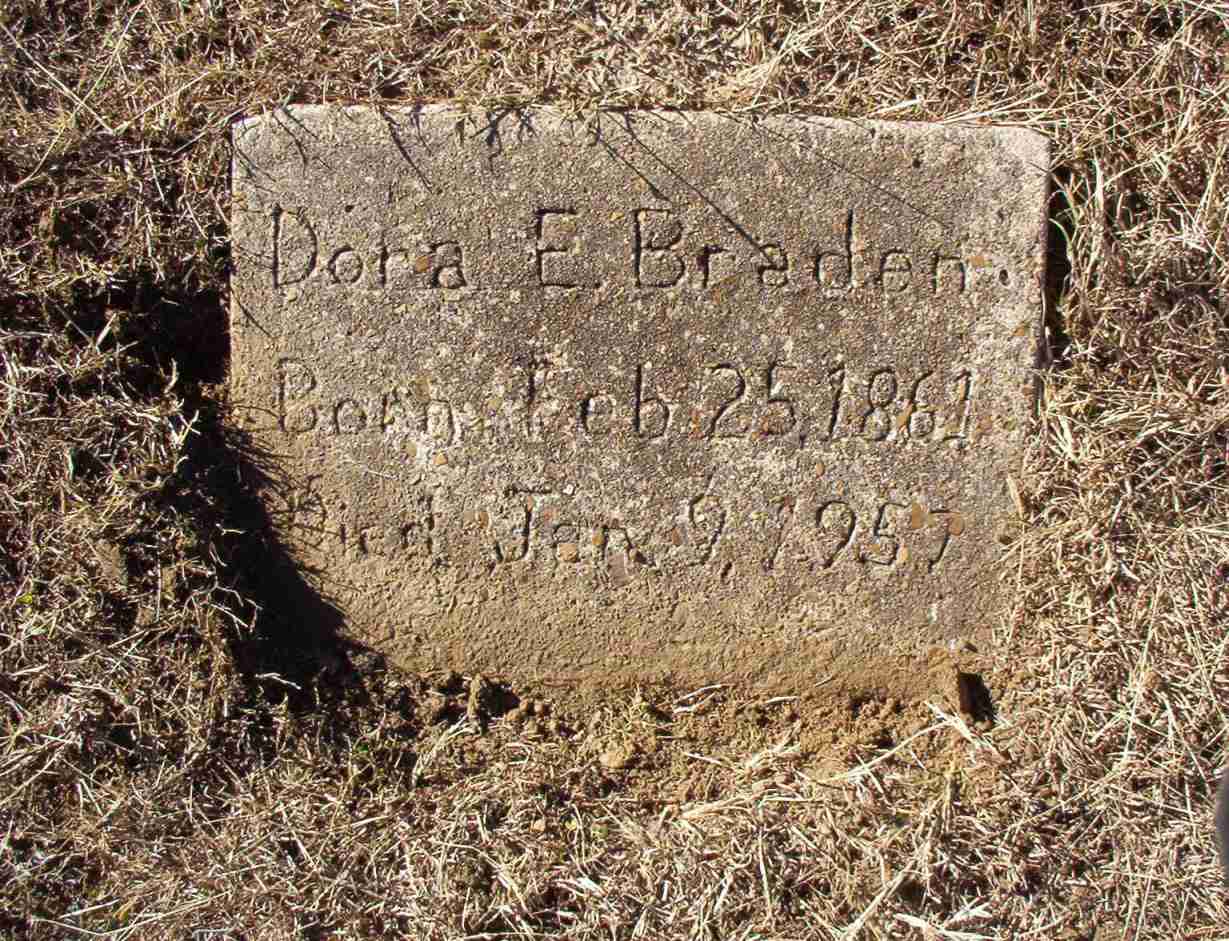 Dora E. Braden
Born Feb 25, 1861
Died Jan 9, 1957